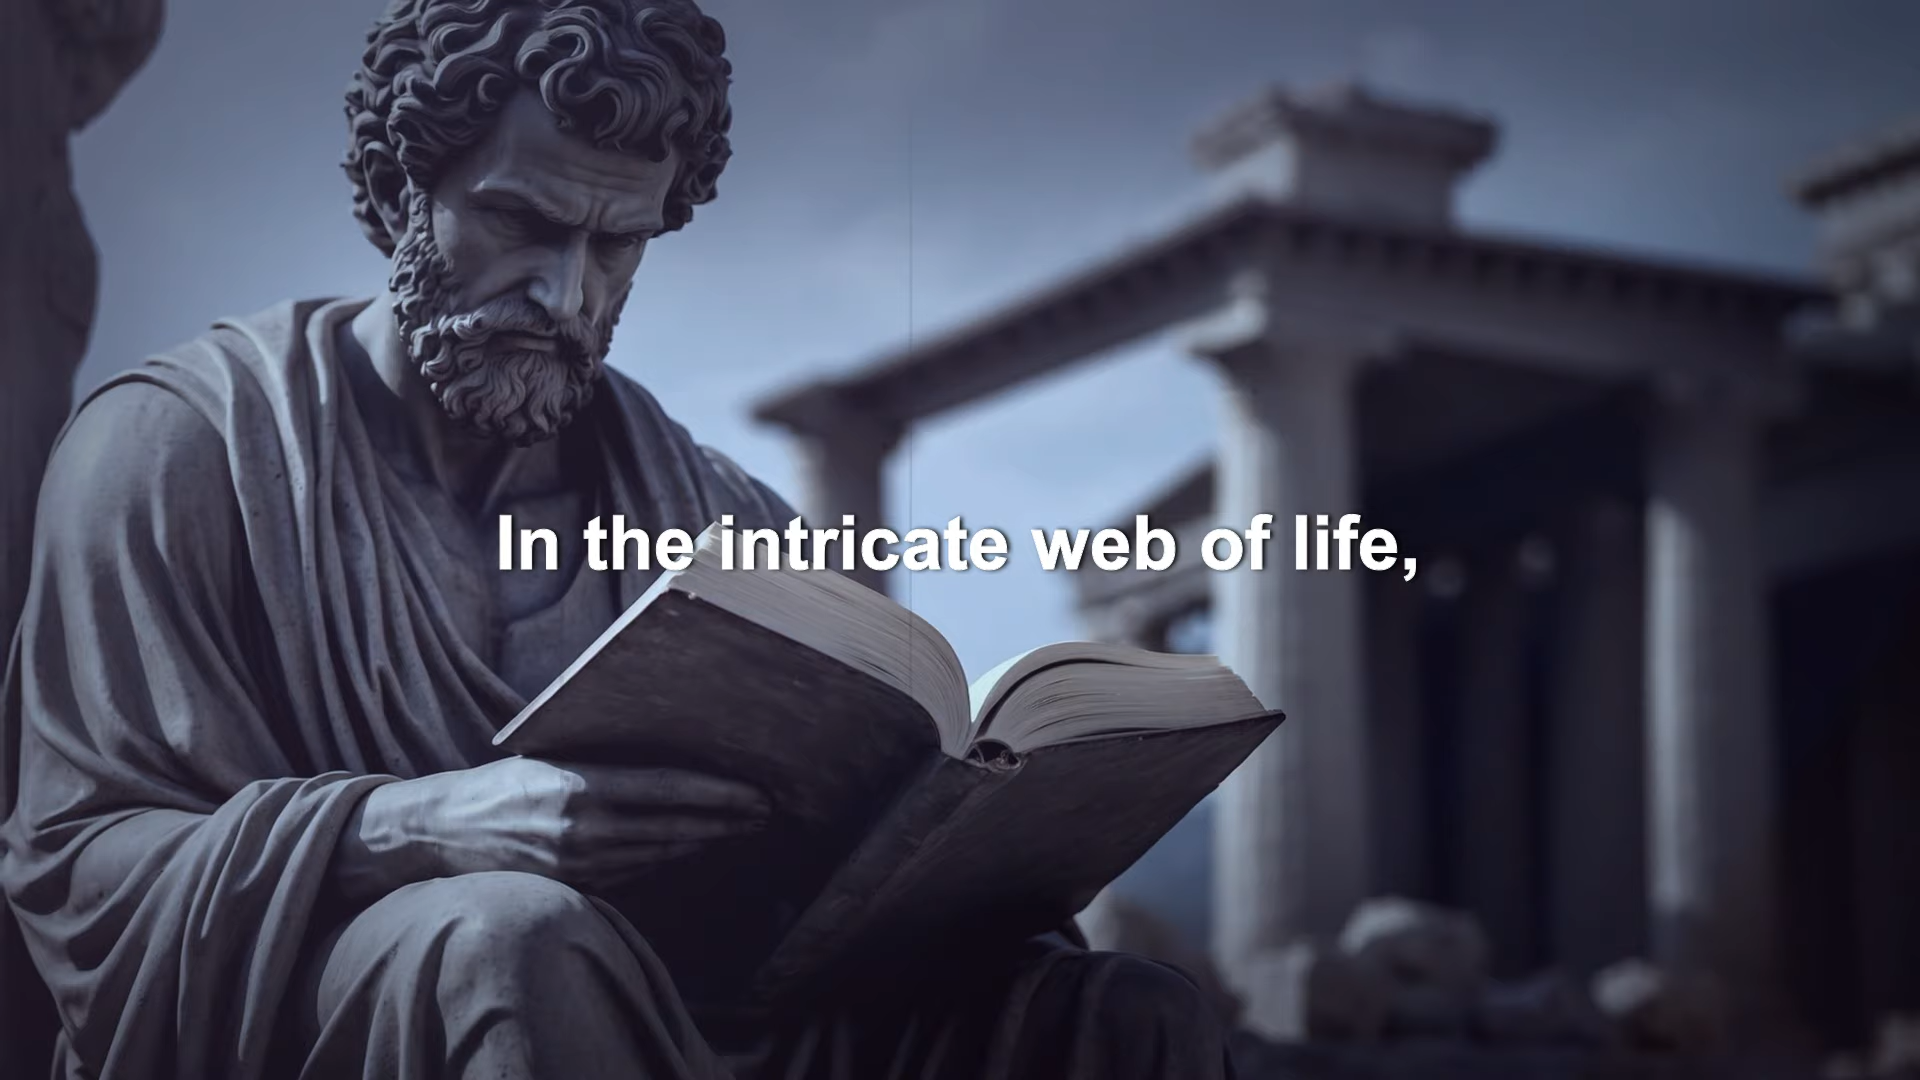 In the intricate web of life,